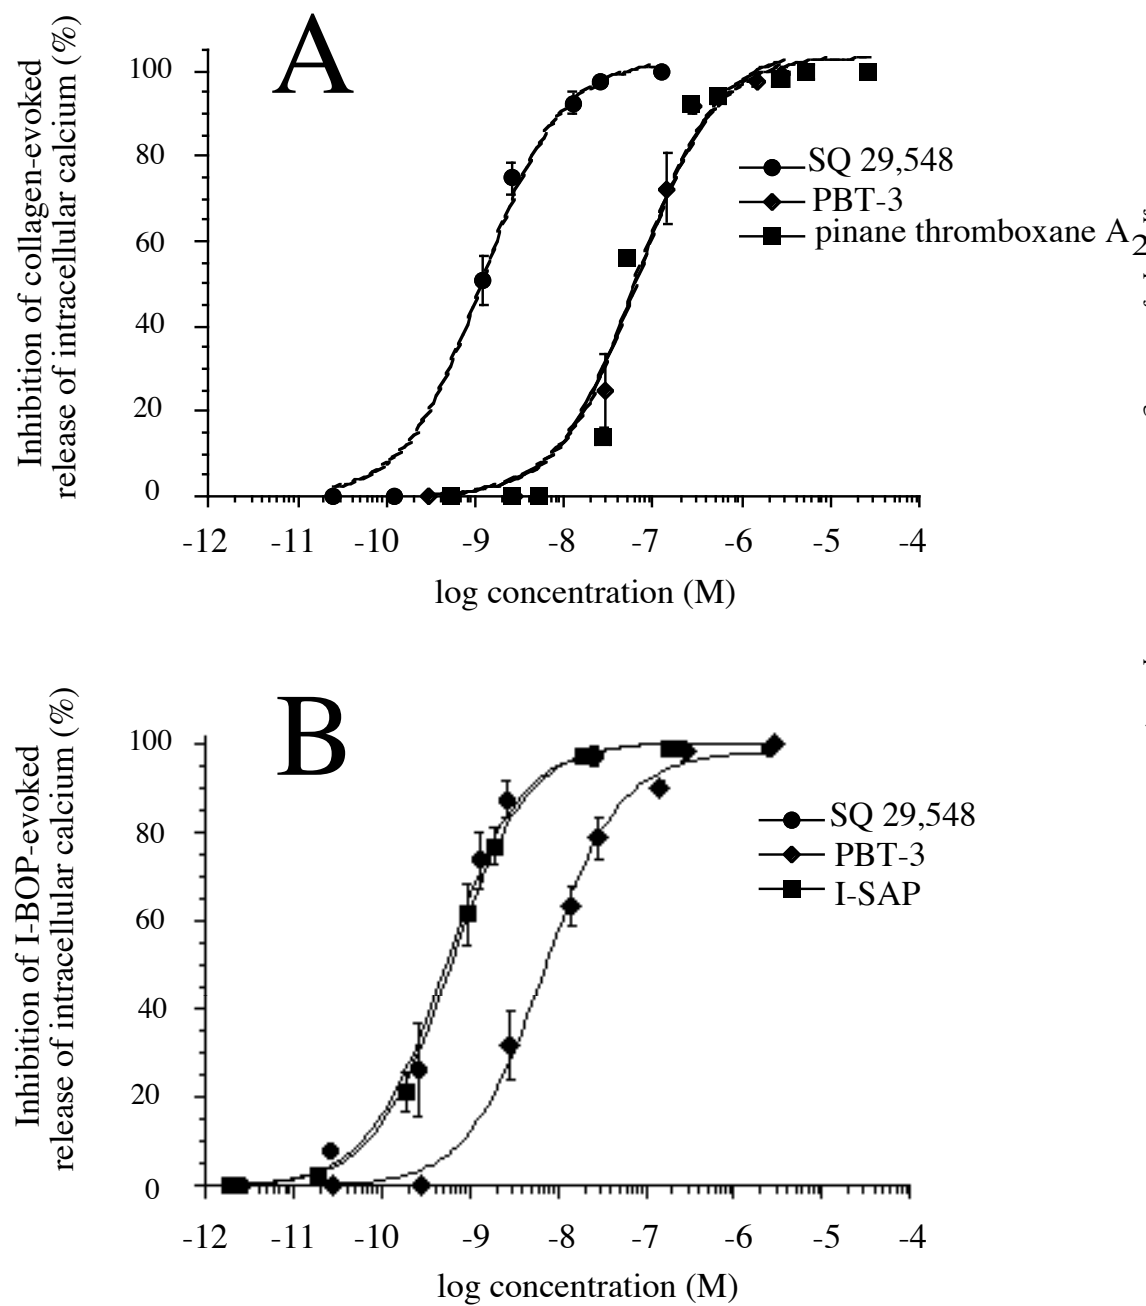 A
Inhibition of collagen-evoked
release of intracellular calcium (%)
100
80
60
40
20
0
SQ 29,548
PBT-3
pinane thromboxane A2
-12 -11 -10 -9 -8 -7 -6 -5 -4
log concentration (M)
B
Inhibition of I-BOP-evoked
release of intracellular calcium (%)
100
80
60
40
20
0
SQ 29,548
PBT-3
I-SAP
-12 -11 -10 -9 -8 -7 -6 -5 -4
log concentration (M)